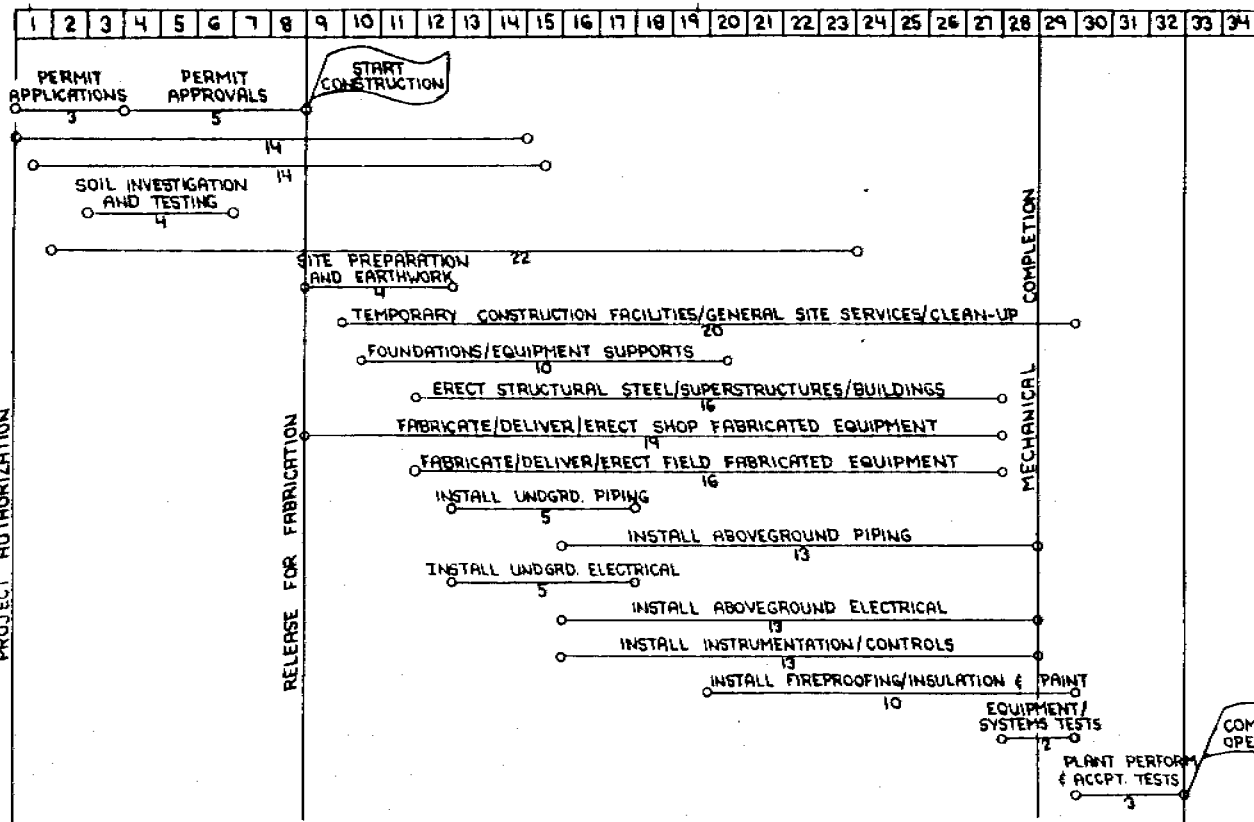 1 2 3 4 5 6 7 8 9 10 11 12 13 14 15 16 17 18 19 20 21 22 23 24 25 26 27 28 29 30 31 32 33 34
PERMIT
APPLICATIONS
3
PERMIT
APPROVALS
5
START
CONSTRUCTION
14
14
SOIL INVESTIGATION
AND TESTING
4
22
SITE PREPARATION
AND EARTHWORK
4
TEMPORARY CONSTRUCTION FACILITIES/GENERAL SITE SERVICES/CLEAN-UP
20
FOUNDATIONS/EQUIPMENT SUPPORTS
10
ERECT STRUCTURAL STEEL/SUPERSTRUCTURES/BUILDINGS
16
FABRICATE/DELIVER/ERECT SHOP FABRICATED EQUIPMENT
19
FABRICATE/DELIVER/ERECT FIELD FABRICATED EQUIPMENT
16
INSTALL UNDGRD. PIPING
5
INSTALL ABOVEGROUND PIPING
13
INSTALL UNDGRD. ELECTRICAL
5
INSTALL ABOVEGROUND ELECTRICAL
13
INSTALL INSTRUMENTATION/CONTROLS
13
INSTALL FIREPROOFING/INSULATION & PAINT
10
EQUIPMENT/
SYSTEMS TESTS
2
PLANT PERFORM
& ACCPT. TESTS
3
COM
OPE
PROJECT AUTHORIZATION
RELEASE FOR FABRICATION
MECHANICAL COMPLETION